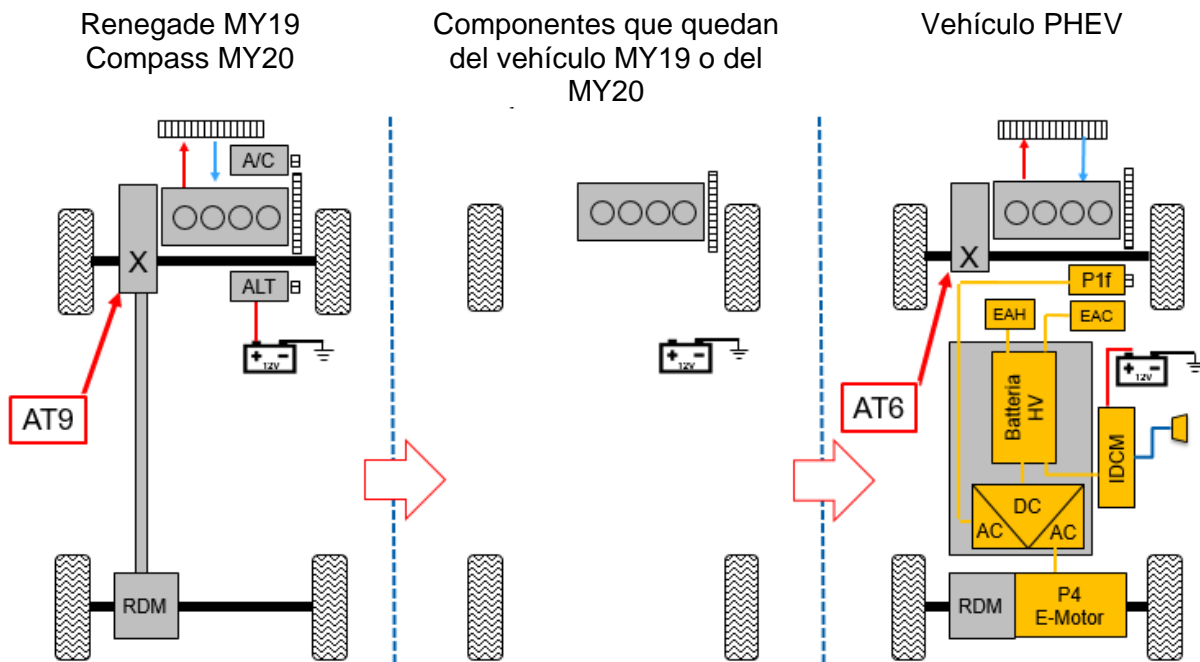 Renegade MY19
Compass MY20
Componentes que quedan
del vehículo MY19 o del
MY20
Vehículo PHEV
A/C
X
ALT
+ -
12V
AT9
RDM
+ -
12V
X
P1f
EAH
EAC
+ -
12V
AT6
Batteria
HV
IDCM
DC
AC
AC
RDM
P4
E-Motor